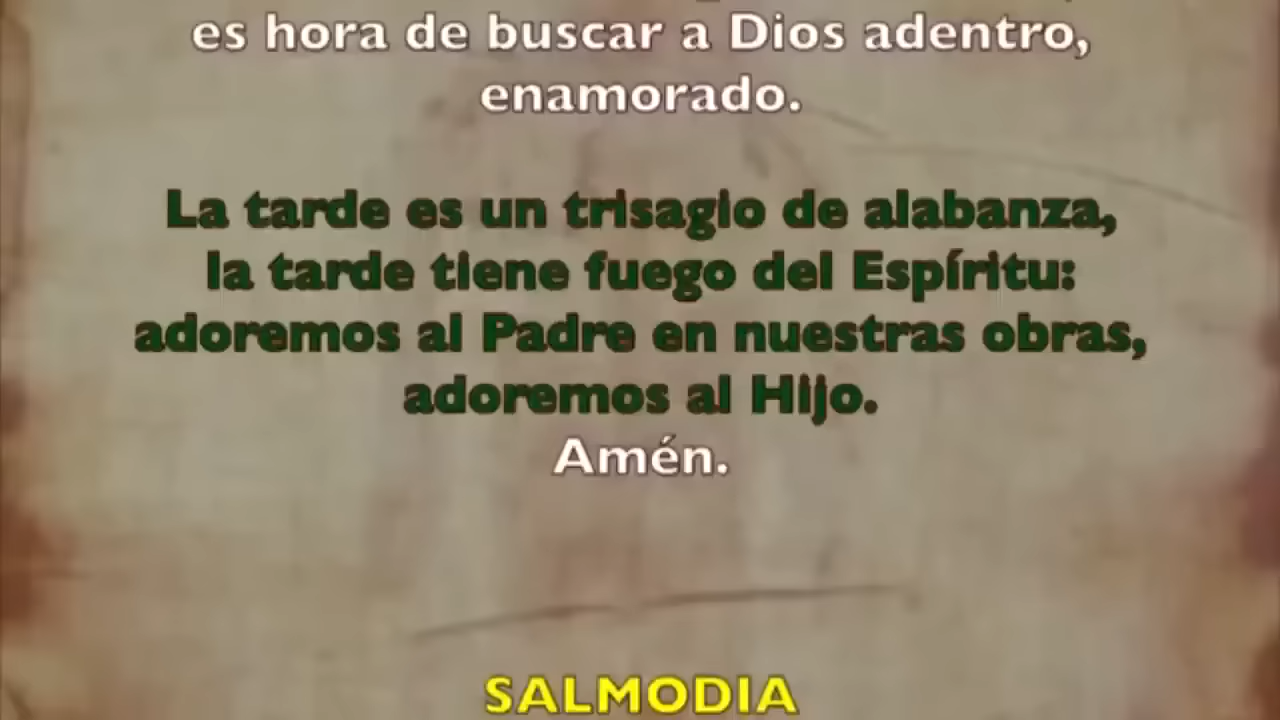 es hora de buscar a Dios adentro,
enamorado.
La tarde es un trisagio de alabanza,
la tarde tiene fuego del Espíritu:
adoremos al Padre en nuestras obras,
adoremos al Hijo.
Amén.
SALMODIA